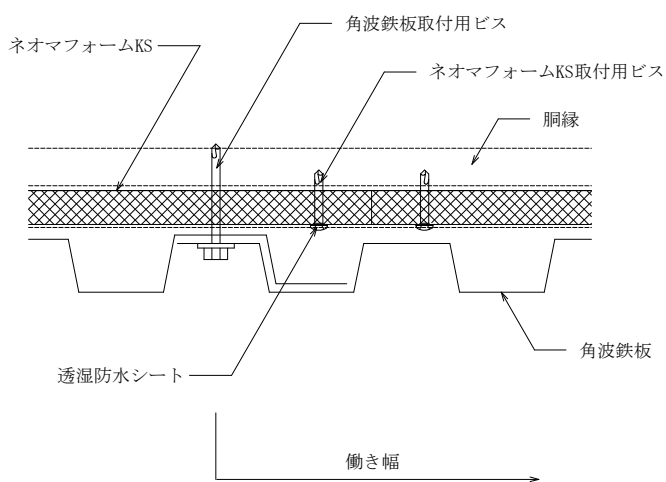 角波鉄板取付用ビス
ネオマフォームKS
ネオマフォームKS取付用ビス
胴縁
角波鉄板
透湿防水シート
働き幅